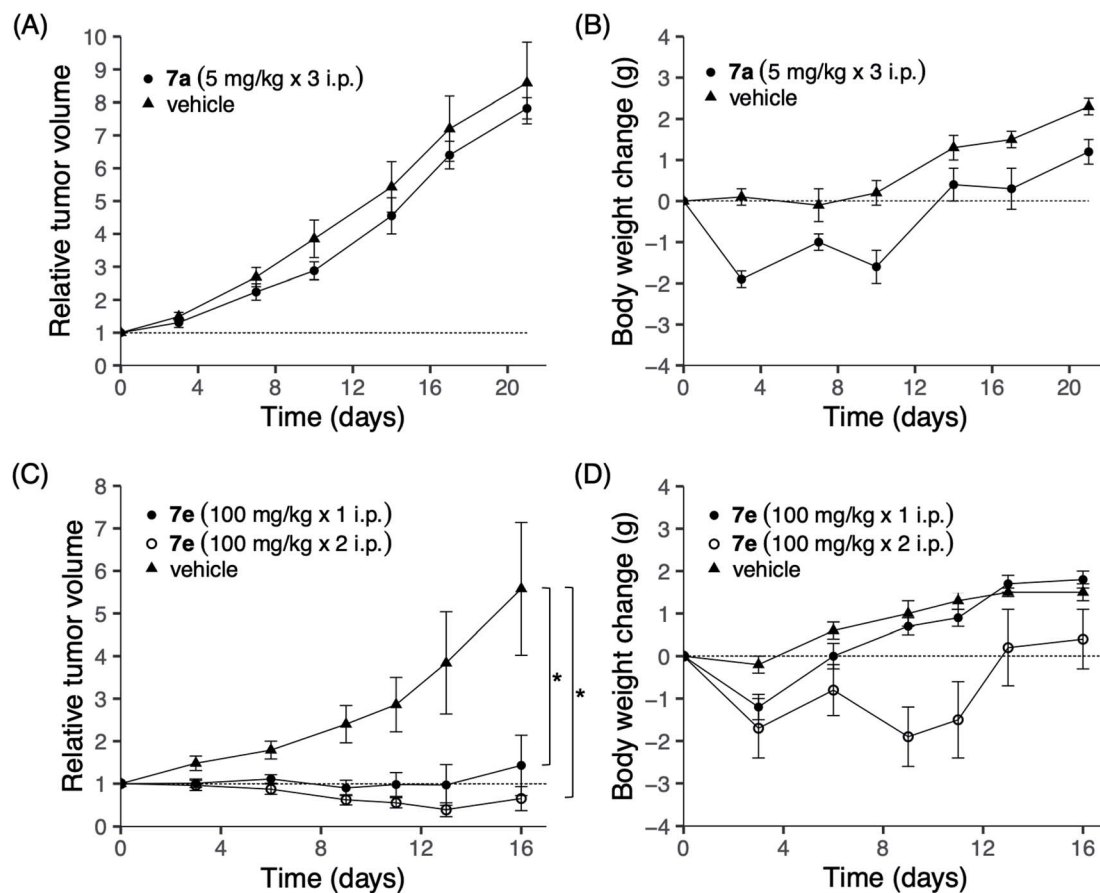 (A)
Relative tumor volume
10
9
8
7
6
5
4
3
2
1
0
● 7a (5 mg/kg x 3 i.p.)
▲ vehicle
0 4 8 12 16 20
Time (days)
(B)
Body weight change (g)
4
3
2
1
0
−1
−2
−3
−4
● 7a (5 mg/kg x 3 i.p.)
▲ vehicle
0 4 8 12 16 20
Time (days)
(C)
Relative tumor volume
8
7
6
5
4
3
2
1
0
● 7e (100 mg/kg x 1 i.p.)
○ 7e (100 mg/kg x 2 i.p.)
▲ vehicle
* *
0 4 8 12 16
Time (days)
(D)
Body weight change (g)
4
3
2
1
0
−1
−2
−3
−4
● 7e (100 mg/kg x 1 i.p.)
○ 7e (100 mg/kg x 2 i.p.)
▲ vehicle
0 4 8 12 16
Time (days)